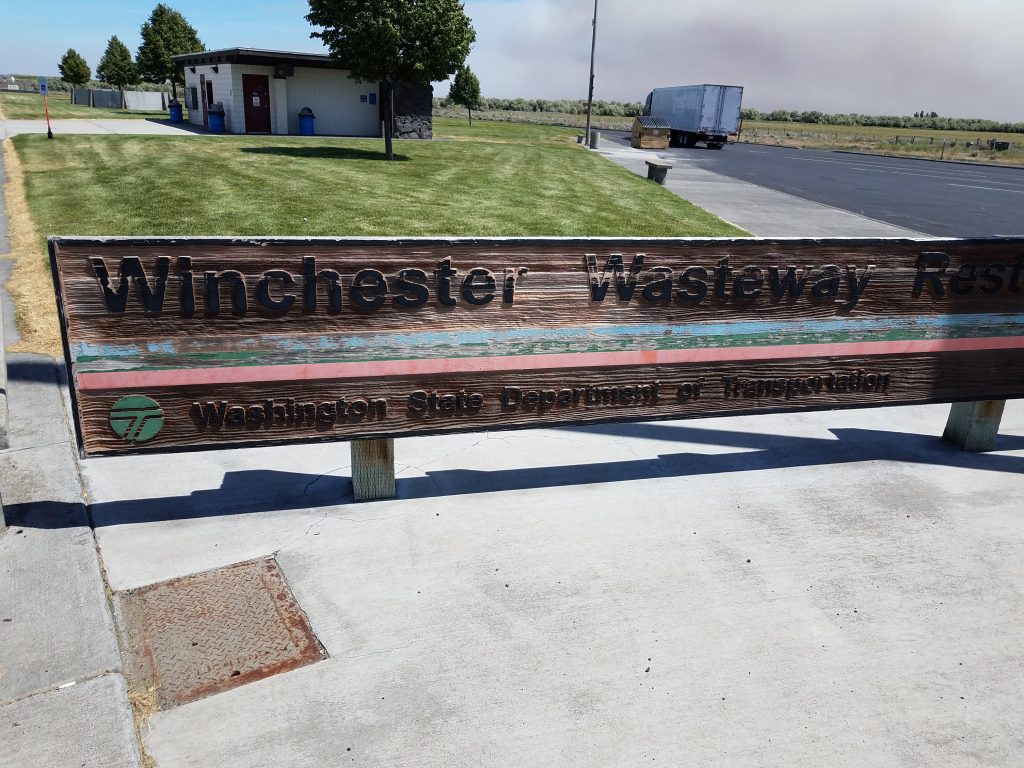 Winchester Wasteway Rest
Washington State Department of Transportation